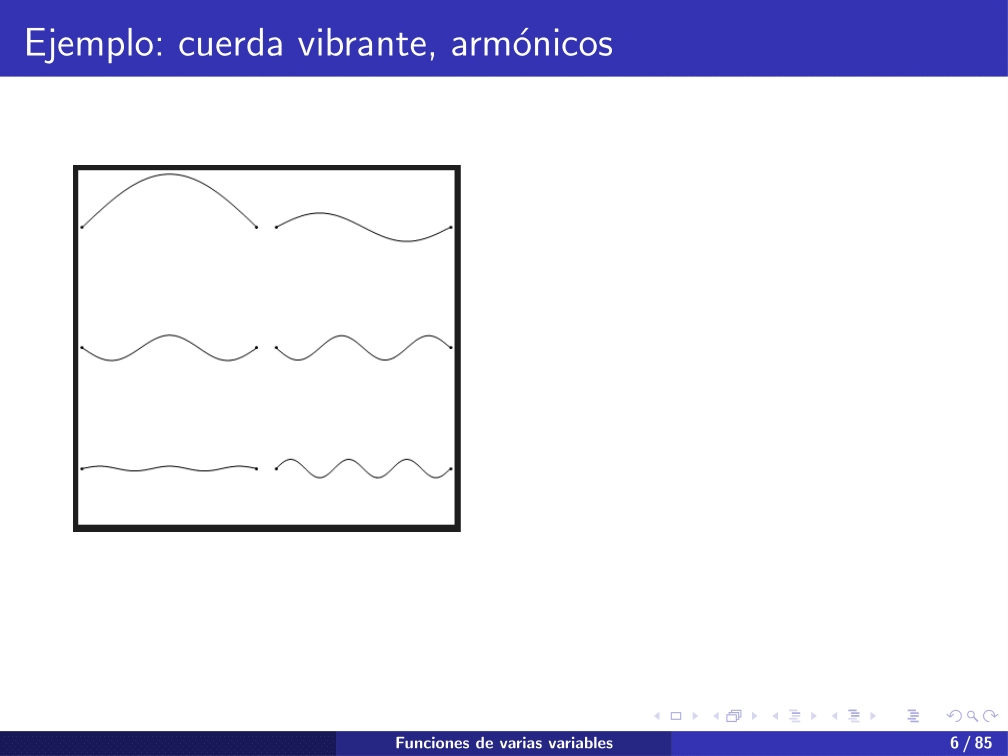 Ejemplo: cuerda vibrante, armónicos
Funciones de varias variables
6 / 85